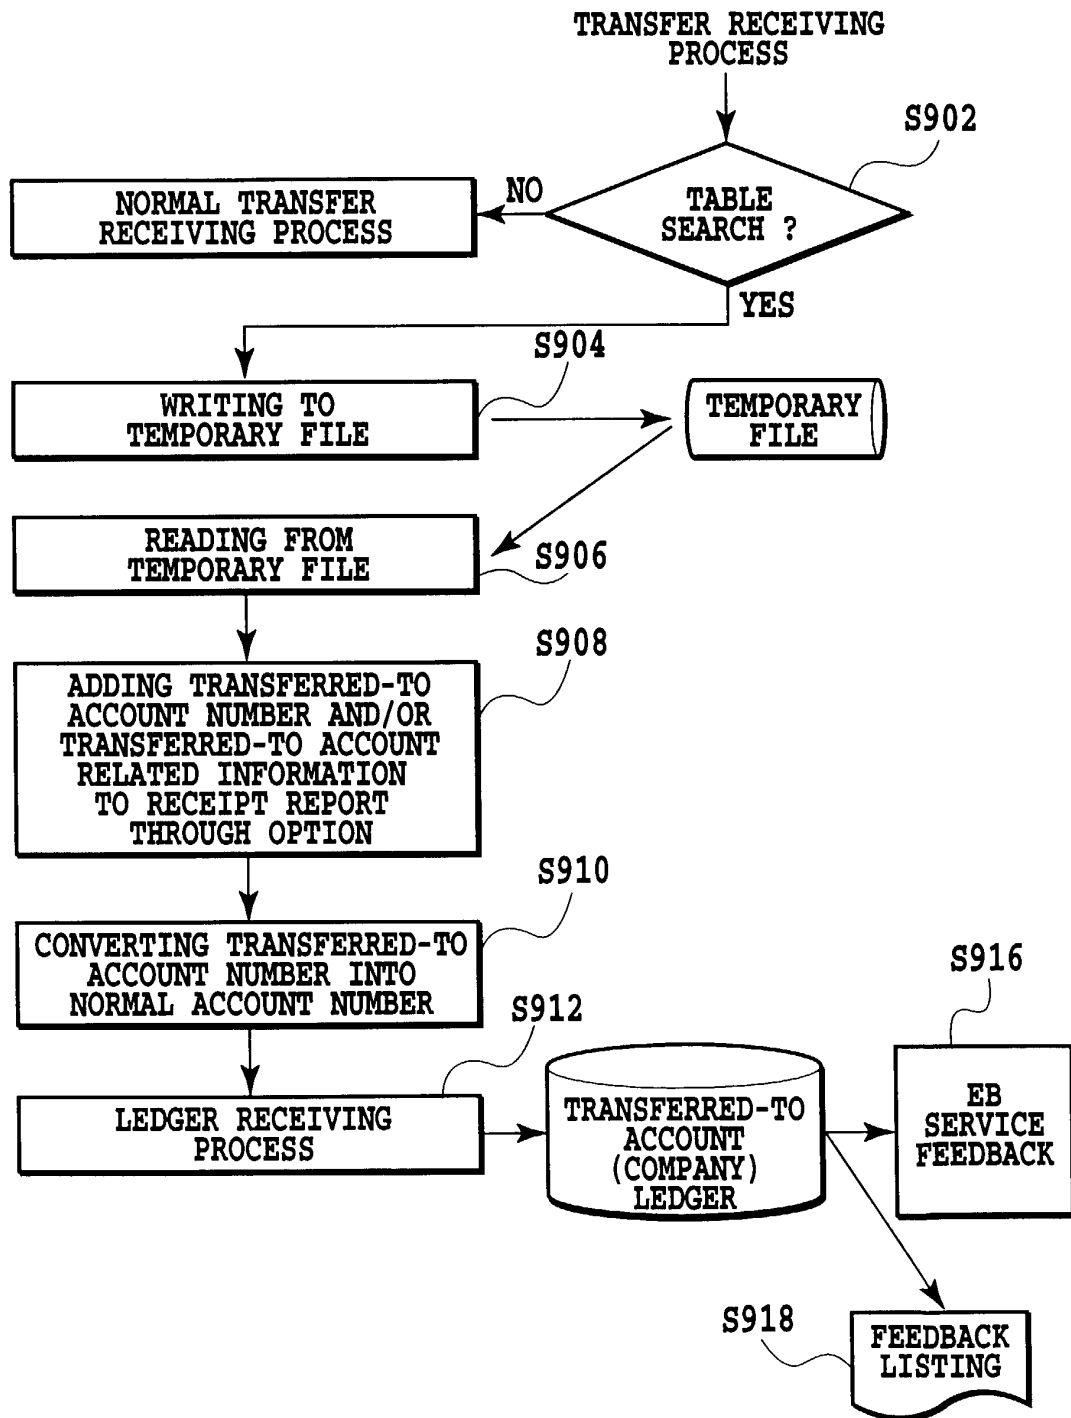 TRANSFER RECEIVING
PROCESS
S902
TABLE
SEARCH ?
NO
NORMAL TRANSFER
RECEIVING PROCESS
YES
S904
WRITING TO
TEMPORARY FILE
TEMPORARY
FILE
READING FROM
TEMPORARY FILE
S906
S908
ADDING TRANSFERRED-TO
ACCOUNT NUMBER AND/OR
TRANSFERRED-TO ACCOUNT
RELATED INFORMATION
TO RECEIPT REPORT
THROUGH OPTION
S910
CONVERTING TRANSFERRED-TO
ACCOUNT NUMBER INTO
NORMAL ACCOUNT NUMBER
S912
LEDGER RECEIVING
PROCESS
TRANSFERRED-TO
ACCOUNT
(COMPANY)
LEDGER
S916
EB
SERVICE
FEEDBACK
S918
FEEDBACK
LISTING